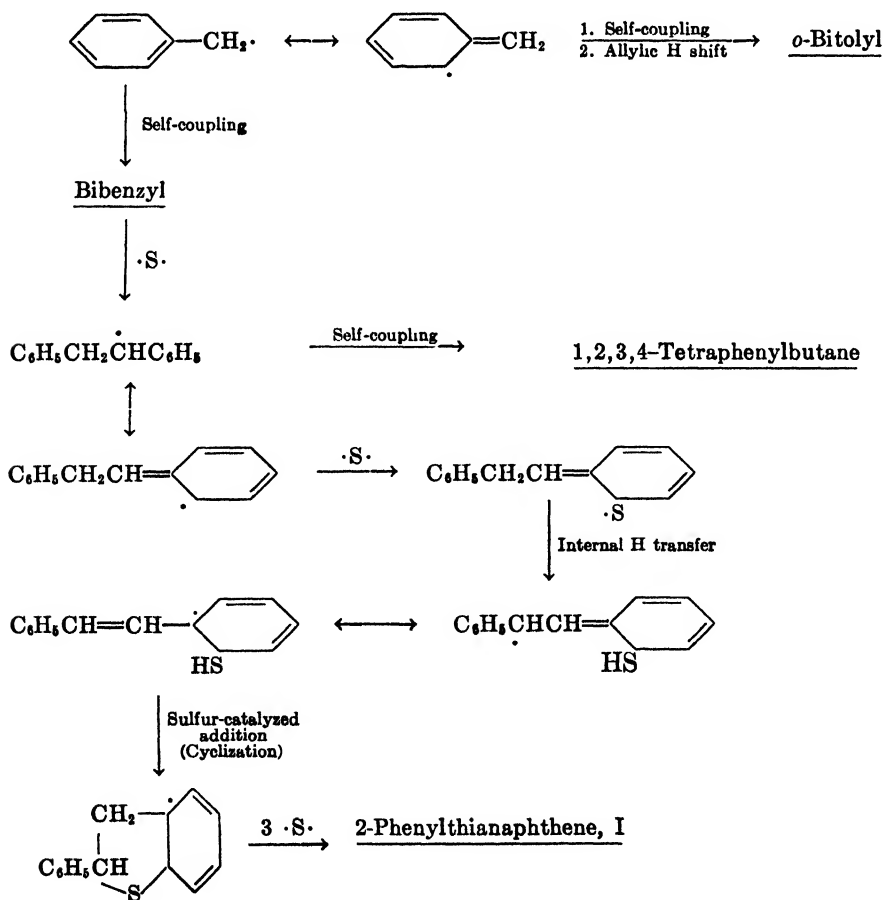 CH₂• ⟷ =CH₂ 1. Self-coupling
2. Allylic H shift → o-Bitolyl
Self-coupling
Bibenzyl
·S·
C₆H₅CH₂ĊHC₆H₅ Self-coupling → 1,2,3,4-Tetraphenylbutane
C₆H₅CH₂CH= ·S· → C₆H₅CH₂CH=
·S
Internal H transfer
C₆H₅CH=CH– ⟷ C₆H₅ĊHCH=
HS HS
Sulfur-catalyzed
addition
(Cyclization)
CH₂–
C₆H₅CH
S
3 ·S· → 2-Phenylthianaphthene, I